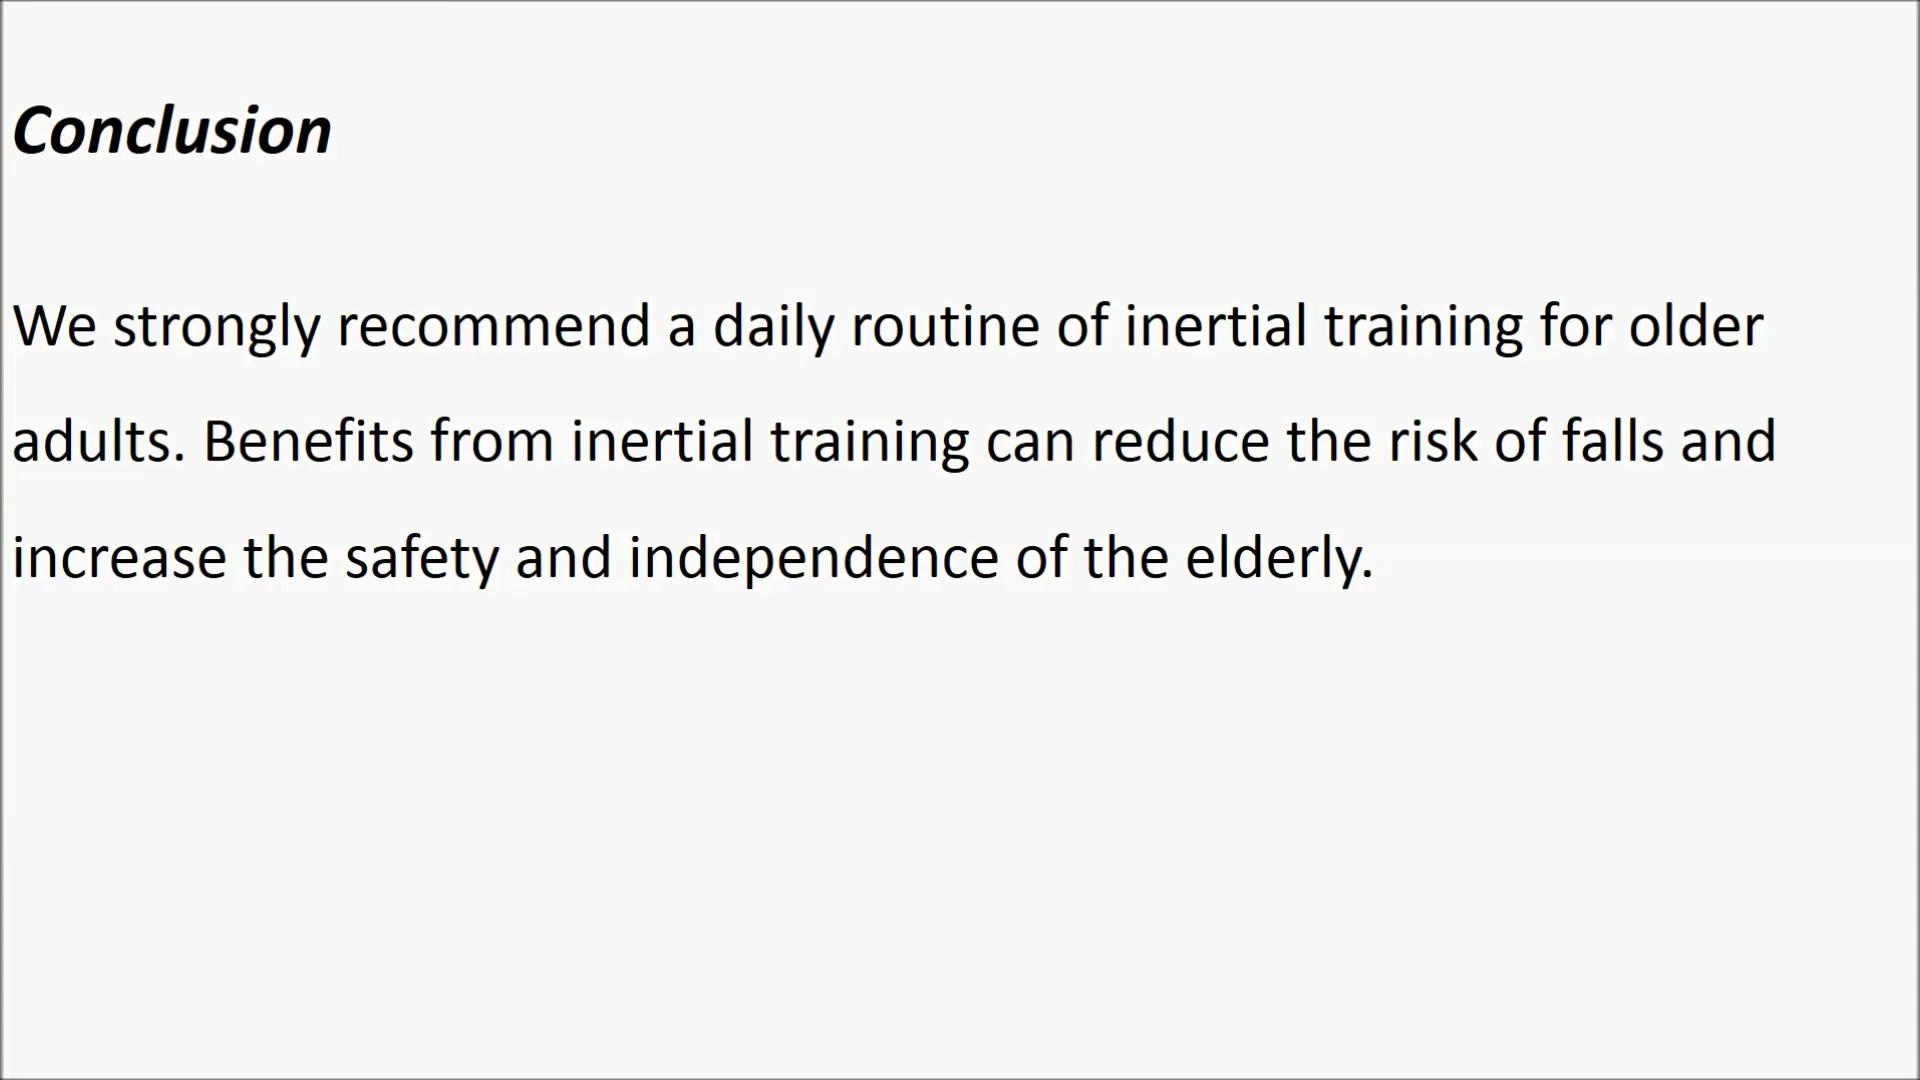 Conclusion
We strongly recommend a daily routine of inertial training for older
adults. Benefits from inertial training can reduce the risk of falls and
increase the safety and independence of the elderly.